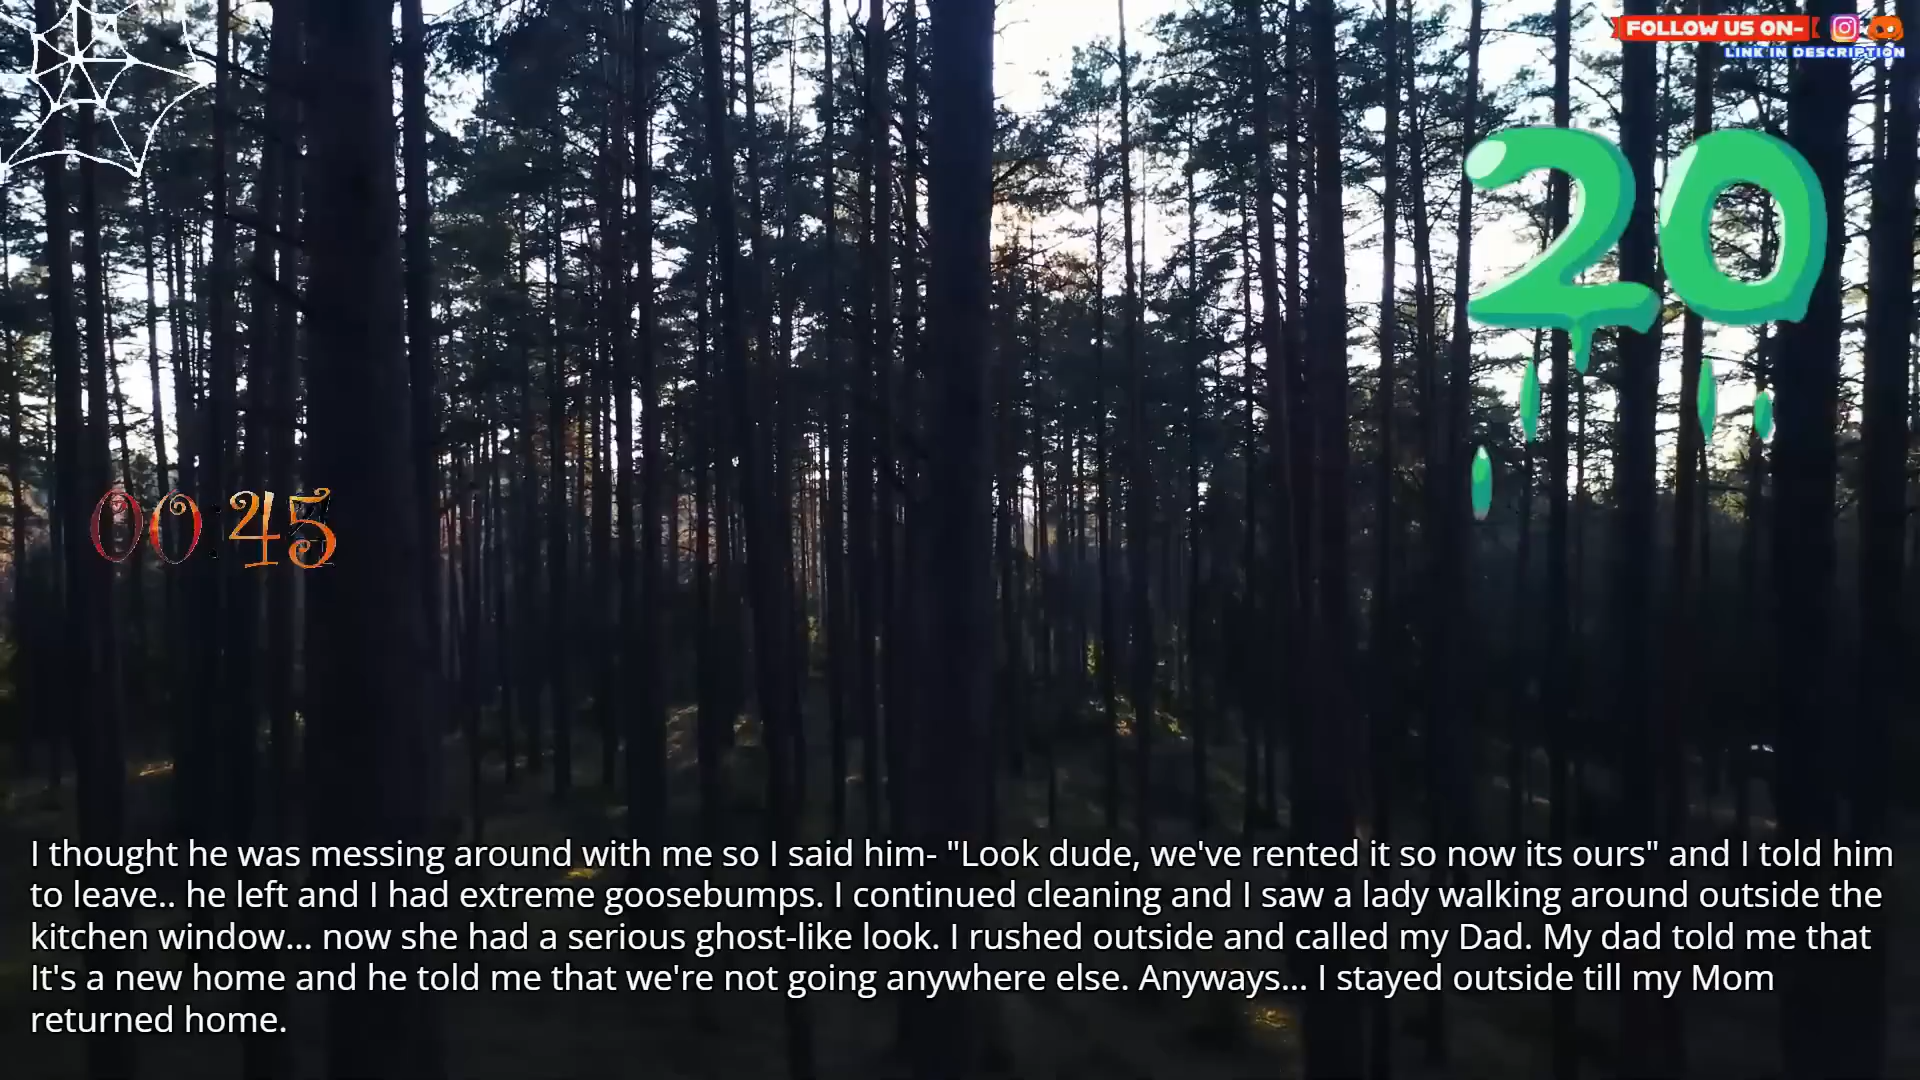 FOLLOW US ON-
LINK IN DESCRIPTION
20
00:45
I thought he was messing around with me so I said him- "Look dude, we've rented it so now its ours" and I told him
to leave.. he left and I had extreme goosebumps. I continued cleaning and I saw a lady walking around outside the
kitchen window... now she had a serious ghost-like look. I rushed outside and called my Dad. My dad told me that
It's a new home and he told me that we're not going anywhere else. Anyways... I stayed outside till my Mom
returned home.